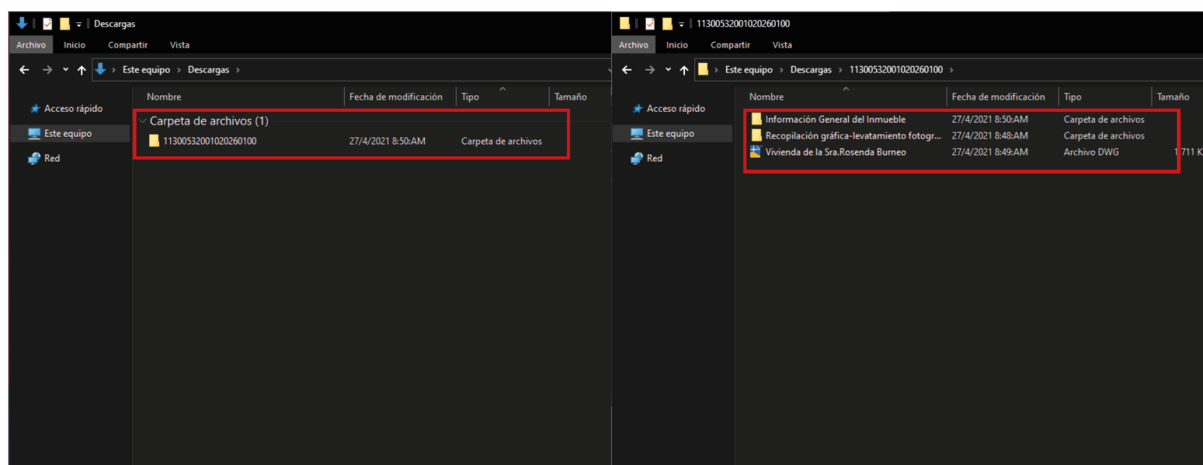 Descargas
Archivo Inicio Compartir Vista
Este equipo > Descargas >
Nombre Fecha de modificación Tipo Tamaño
Acceso rápido
Este equipo
Red
Carpeta de archivos (1)
11300532001020260100 27/4/2021 8:50:AM Carpeta de archivos
11300532001020260100
Archivo Inicio Compartir Vista
Este equipo > Descargas > 11300532001020260100 >
Nombre Fecha de modificación Tipo Tamaño
Acceso rápido
Este equipo
Red
Información General del Inmueble 27/4/2021 8:50:AM Carpeta de archivos
Recopilación gráfica-levatamiento fotogr... 27/4/2021 8:48:AM Carpeta de archivos
Vivienda de la Sra.Rosenda Burneo 27/4/2021 8:49:AM Archivo DWG 1 711 K